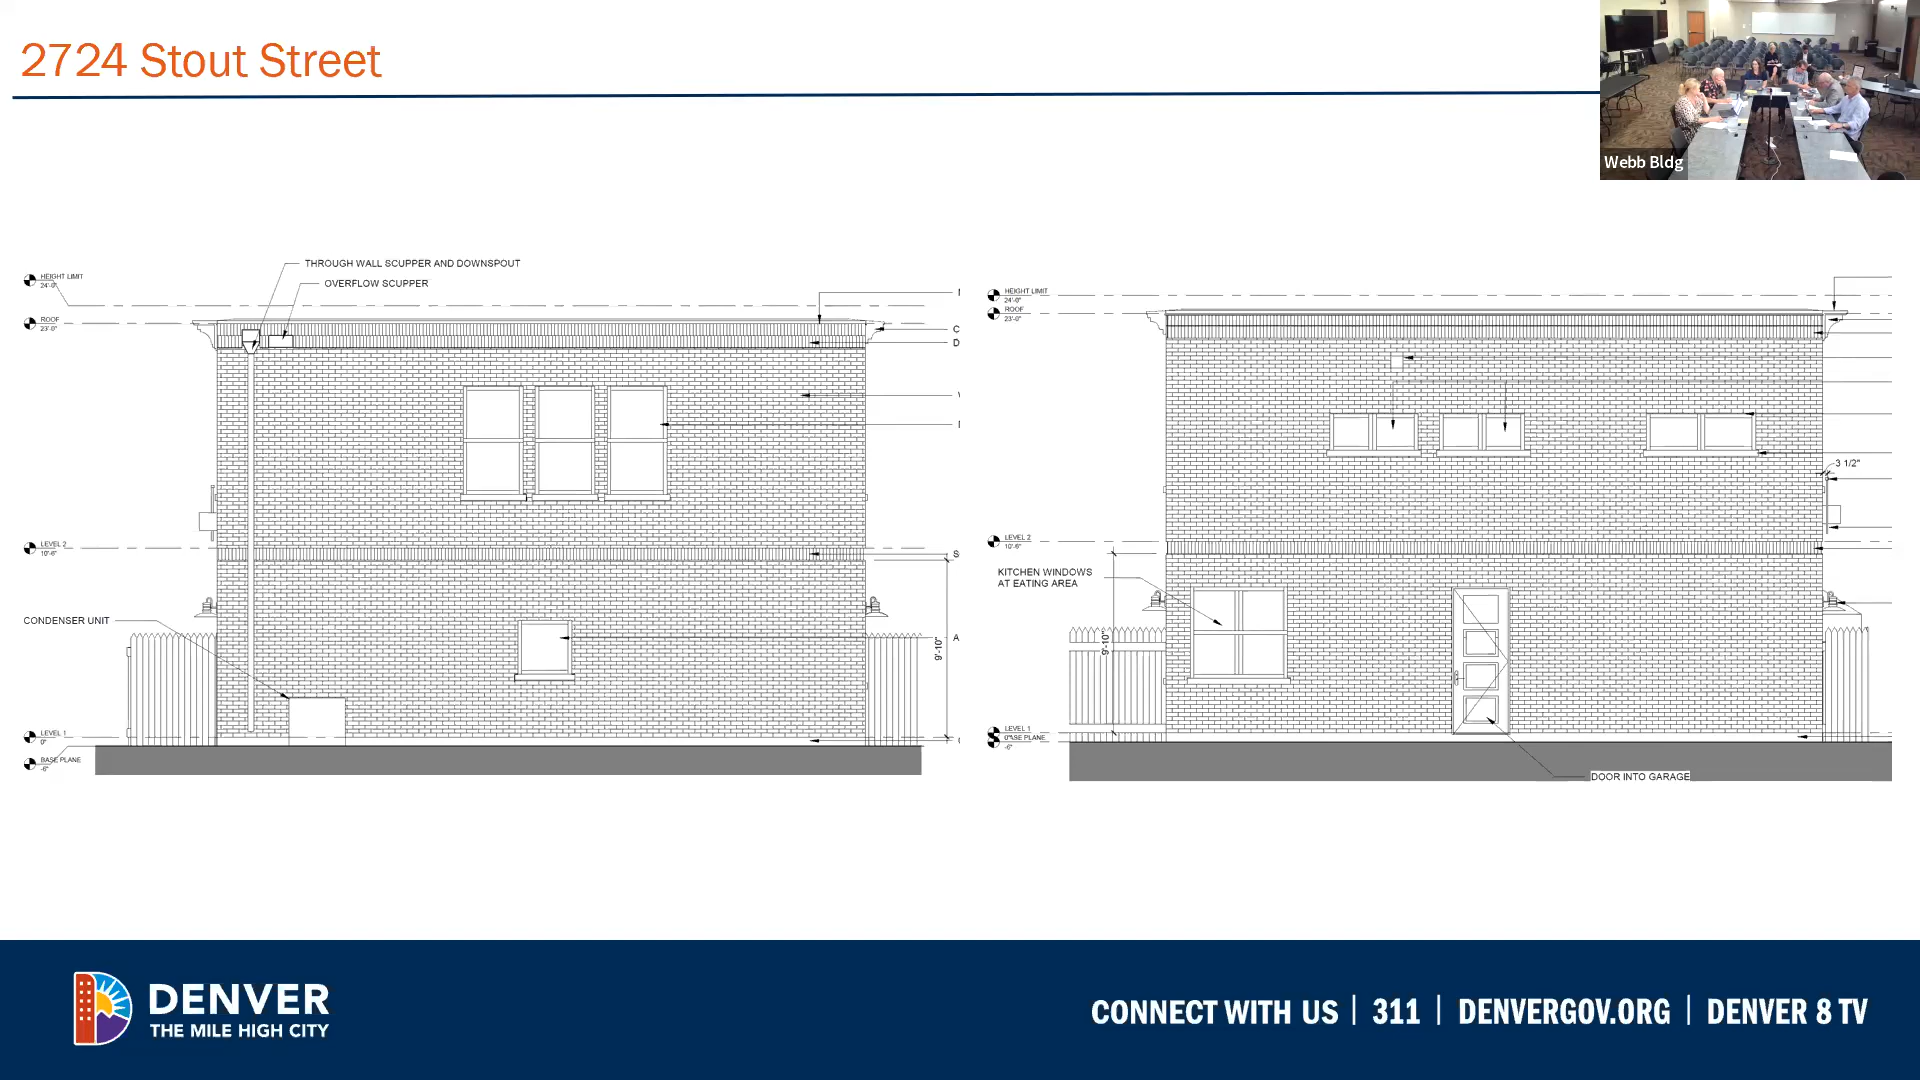 2724 Stout Street
Webb Bldg
THROUGH WALL SCUPPER AND DOWNSPOUT
OVERFLOW SCUPPER
HEIGHT LIMIT
24'-0"
ROOF
23'-0"
C
D
LEVEL 2
10'-6"
S
CONDENSER UNIT
A
9'-10"
LEVEL 1
0"
BASE PLANE
-6"
HEIGHT LIMIT
24'-0"
ROOF
23'-0"
3 1/2"
LEVEL 2
10'-6"
KITCHEN WINDOWS
AT EATING AREA
9'-10"
LEVEL 1
0"
BASE PLANE
-6"
DOOR INTO GARAGE
DENVER
THE MILE HIGH CITY
CONNECT WITH US | 311 | DENVERGOV.ORG | DENVER 8 TV